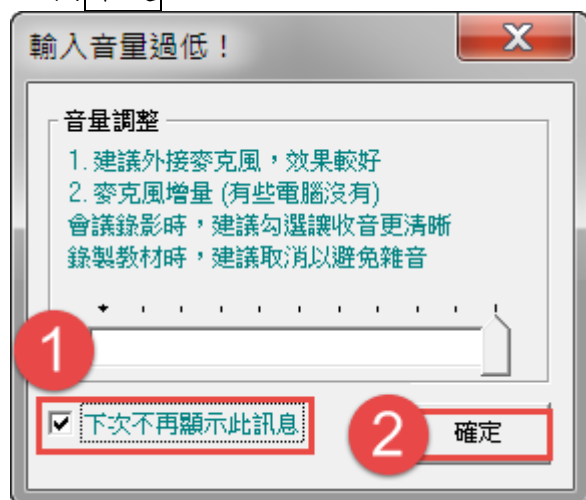 輸入音量過低！
音量調整
1. 建議外接麥克風，效果較好
2. 麥克風增量 (有些電腦沒有)
會議錄影時，建議勾選讓收音更清晰
錄製教材時，建議取消以避免雜音
1
下次不再顯示此訊息
2
確定